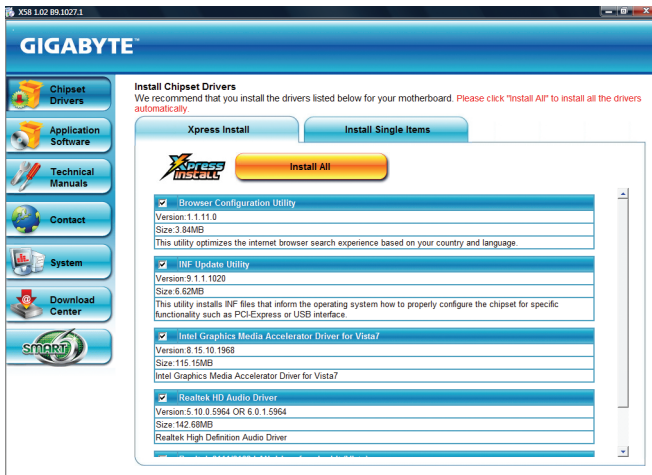 X58 1.02 B9.1027.1
GIGABYTE™
Chipset
Drivers
Application
Software
Technical
Manuals
Contact
System
Download
Center
SMART6
Install Chipset Drivers
We recommend that you install the drivers listed below for your motherboard. Please click "Install All" to install all the drivers
automatically.
Xpress Install
Install Single Items
Xpress
INSTALL
Install All
Browser Configuration Utility
Version:1.1.11.0
Size:3.84MB
This utility optimizes the internet browser search experience based on your country and language.
INF Update Utility
Version:9.1.1.1020
Size:6.62MB
This utility installs INF files that inform the operating system how to properly configure the chipset for specific
functionality such as PCI-Express or USB interface.
Intel Graphics Media Accelerator Driver for Vista7
Version:8.15.10.1968
Size:115.15MB
Intel Graphics Media Accelerator Driver for Vista7
Realtek HD Audio Driver
Version:5.10.0.5964 OR 6.0.1.5964
Size:142.68MB
Realtek High Definition Audio Driver